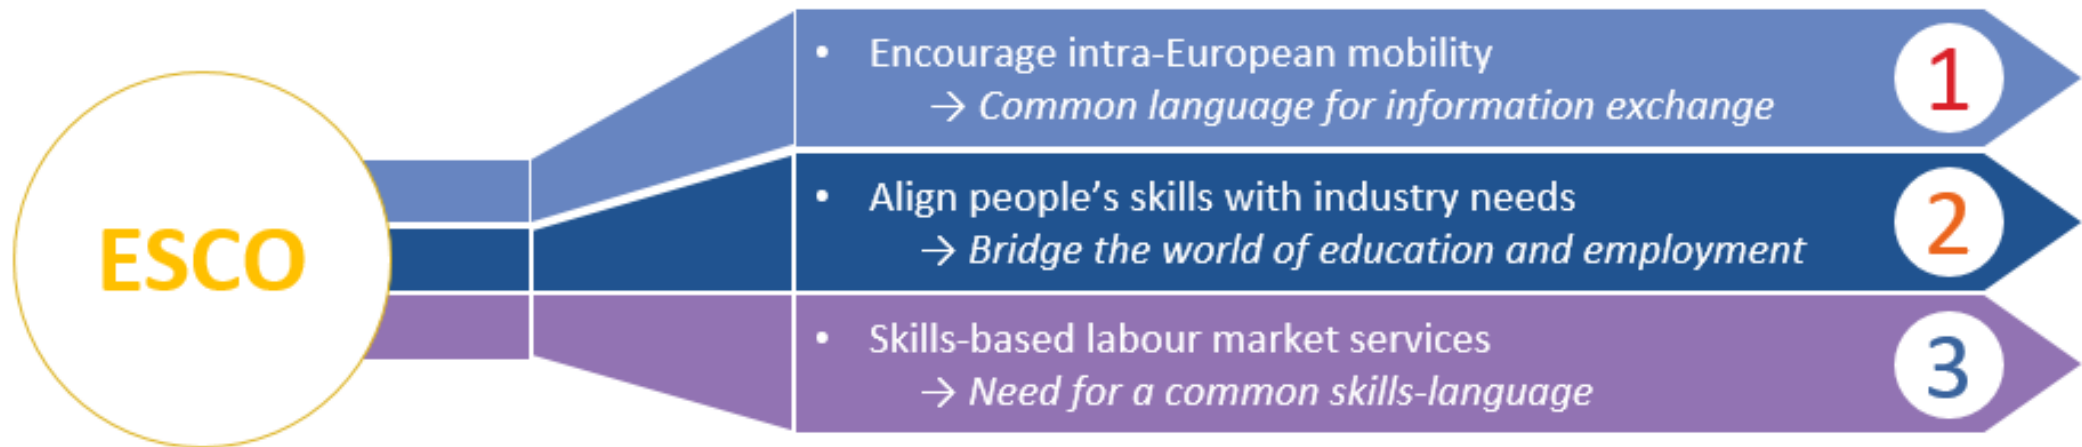 ESCO
• Encourage intra-European mobility
→ Common language for information exchange
1
• Align people’s skills with industry needs
→ Bridge the world of education and employment
2
• Skills-based labour market services
→ Need for a common skills-language
3